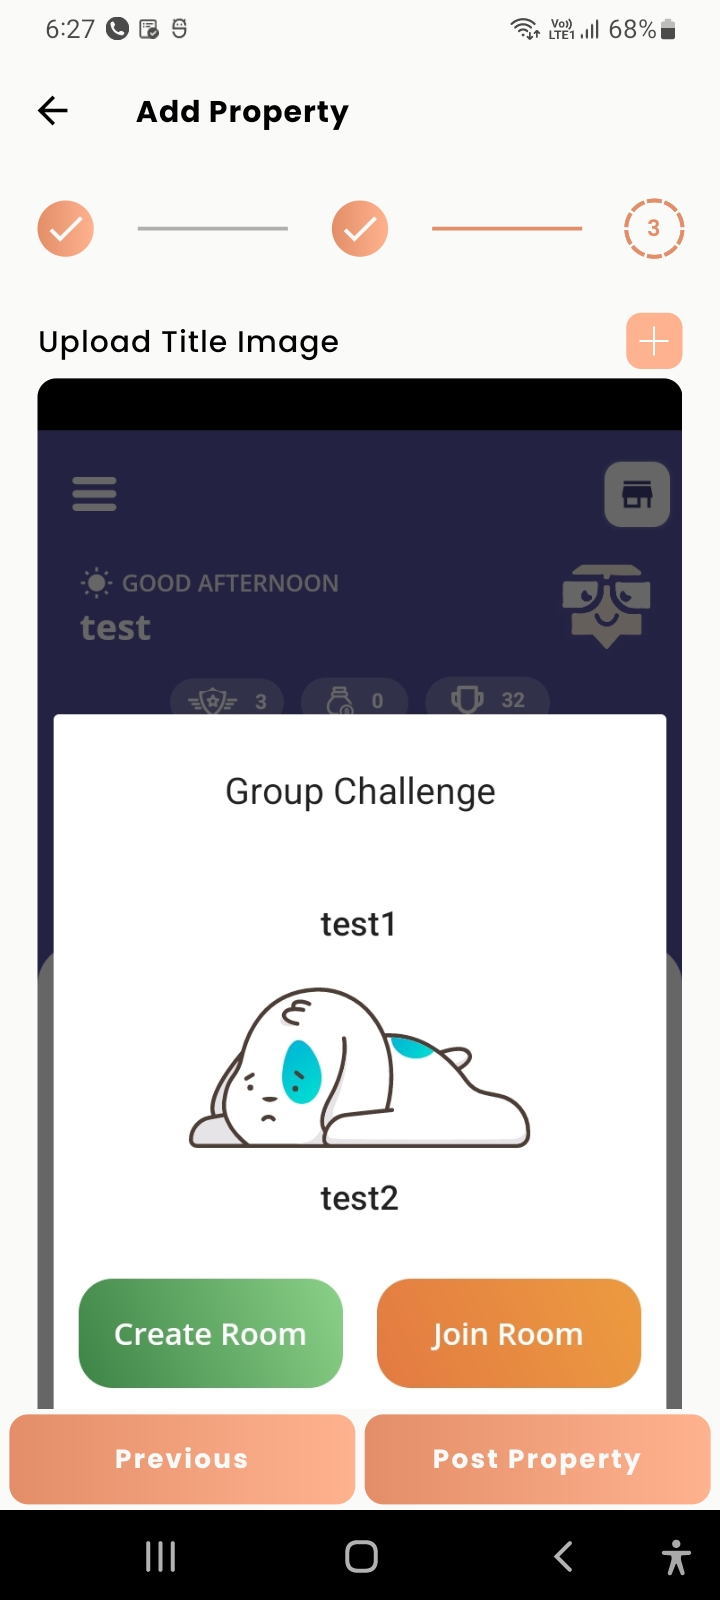 6:27 Vo)) LTE1 68%
Add Property
3
Upload Title Image
GOOD AFTERNOON
test
3 0 32
Group Challenge
test1
test2
Create Room Join Room
Previous Post Property